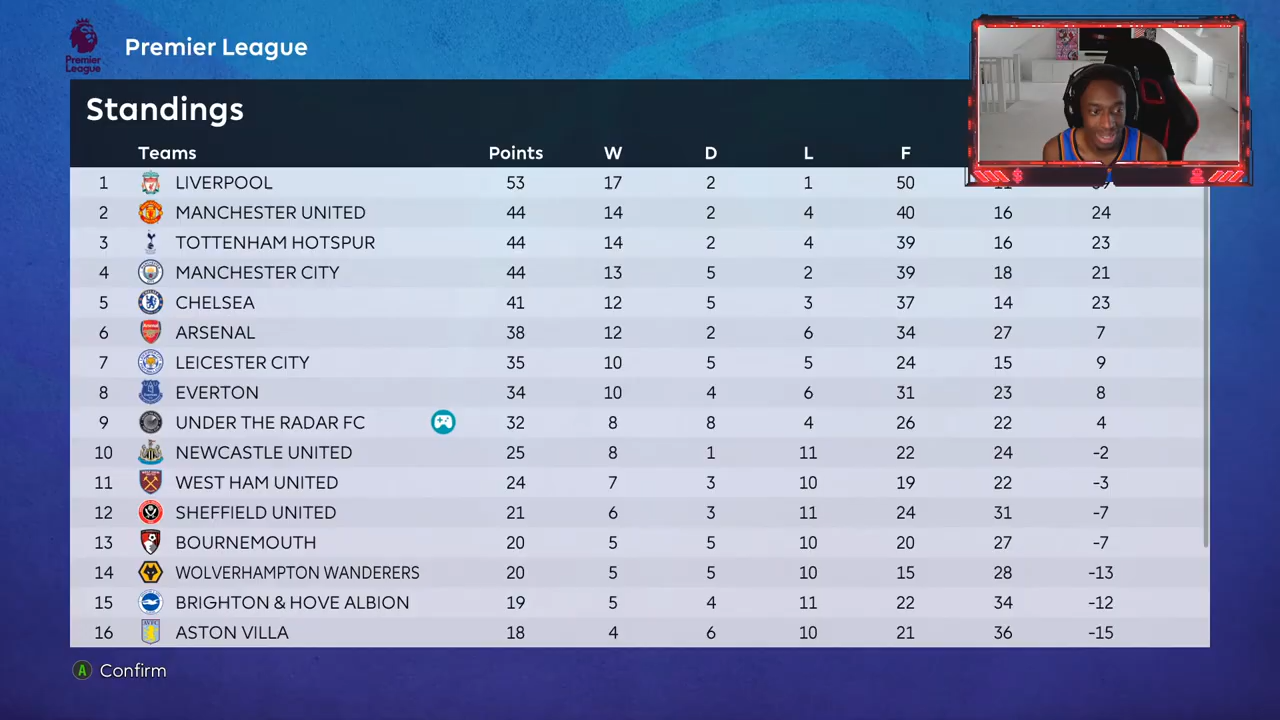 Premier League
Premier League
Standings
Teams Points W D L F
1 LIVERPOOL 53 17 2 1 50
2 MANCHESTER UNITED 44 14 2 4 40 16 24
3 TOTTENHAM HOTSPUR 44 14 2 4 39 16 23
4 MANCHESTER CITY 44 13 5 2 39 18 21
5 CHELSEA 41 12 5 3 37 14 23
6 ARSENAL 38 12 2 6 34 27 7
7 LEICESTER CITY 35 10 5 5 24 15 9
8 EVERTON 34 10 4 6 31 23 8
9 UNDER THE RADAR FC 32 8 8 4 26 22 4
10 NEWCASTLE UNITED 25 8 1 11 22 24 -2
11 WEST HAM UNITED 24 7 3 10 19 22 -3
12 SHEFFIELD UNITED 21 6 3 11 24 31 -7
13 BOURNEMOUTH 20 5 5 10 20 27 -7
14 WOLVERHAMPTON WANDERERS 20 5 5 10 15 28 -13
15 BRIGHTON & HOVE ALBION 19 5 4 11 22 34 -12
16 ASTON VILLA 18 4 6 10 21 36 -15
A Confirm